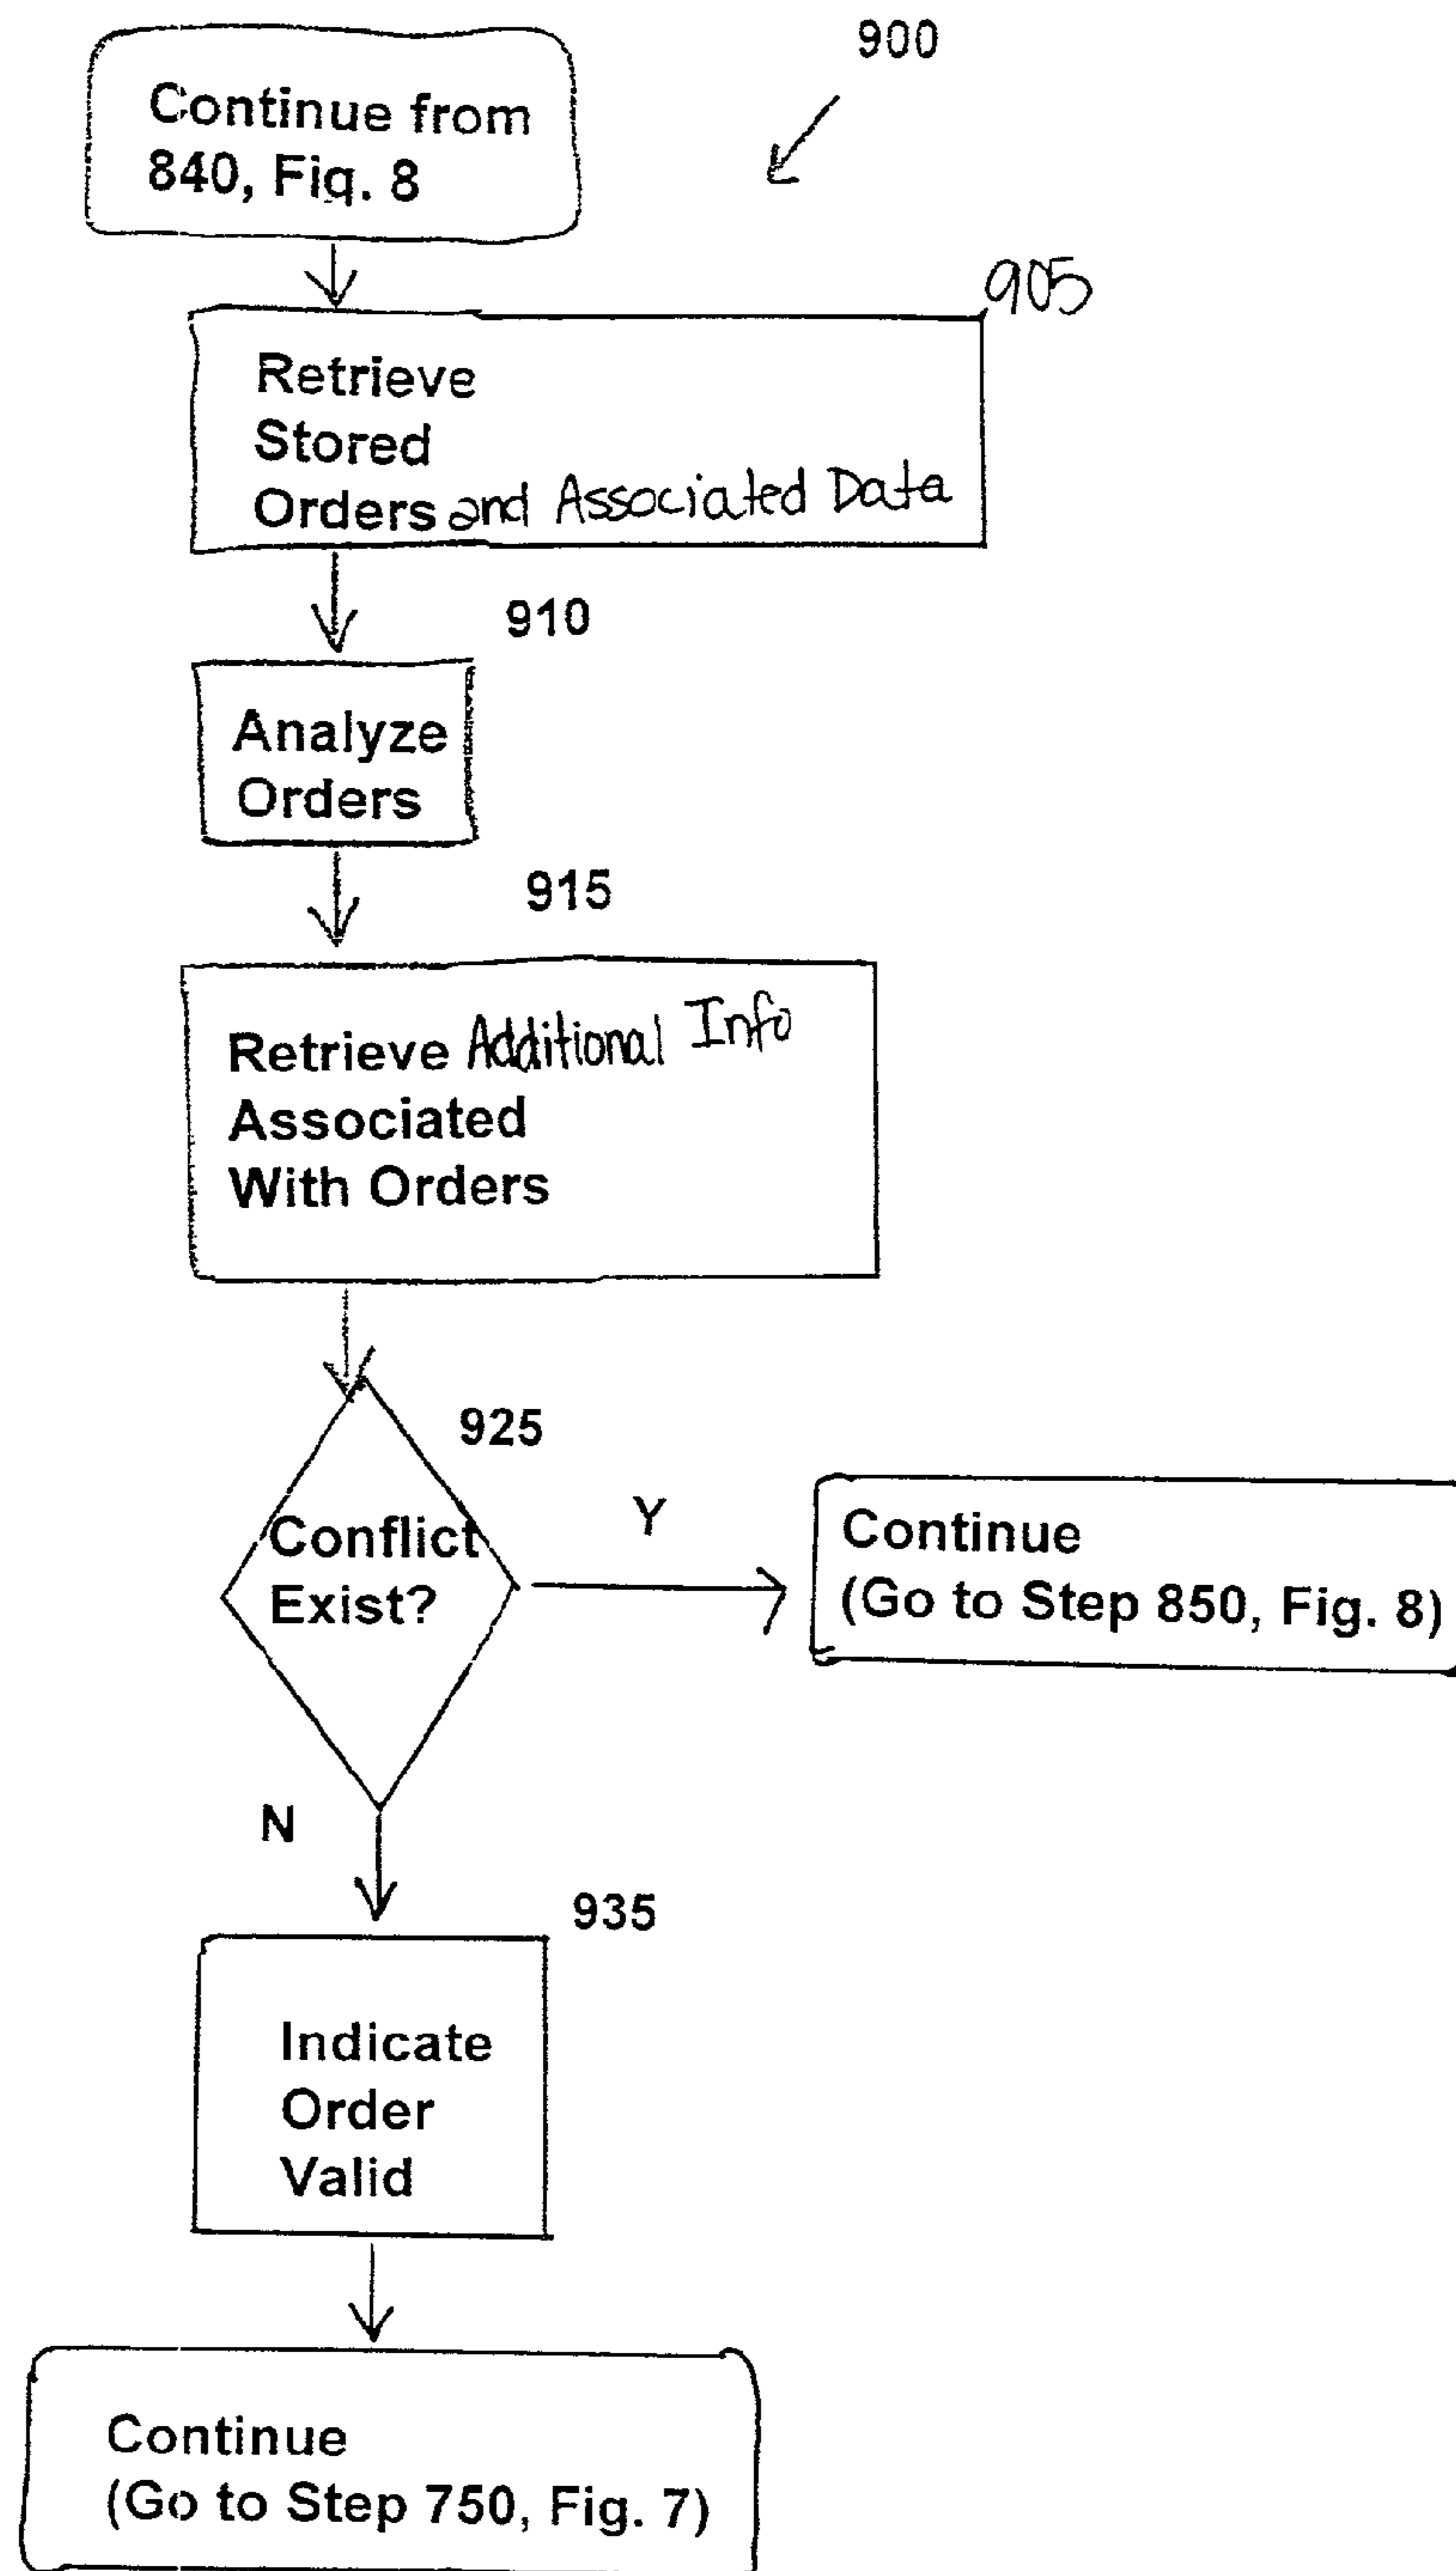 900
Continue from
840, Fig. 8
905
Retrieve
Stored
Orders and Associated Data
910
Analyze
Orders
915
Retrieve Additional Info
Associated
With Orders
925
Conflict
Exist?
Y
Continue
(Go to Step 850, Fig. 8)
N
935
Indicate
Order
Valid
Continue
(Go to Step 750, Fig. 7)